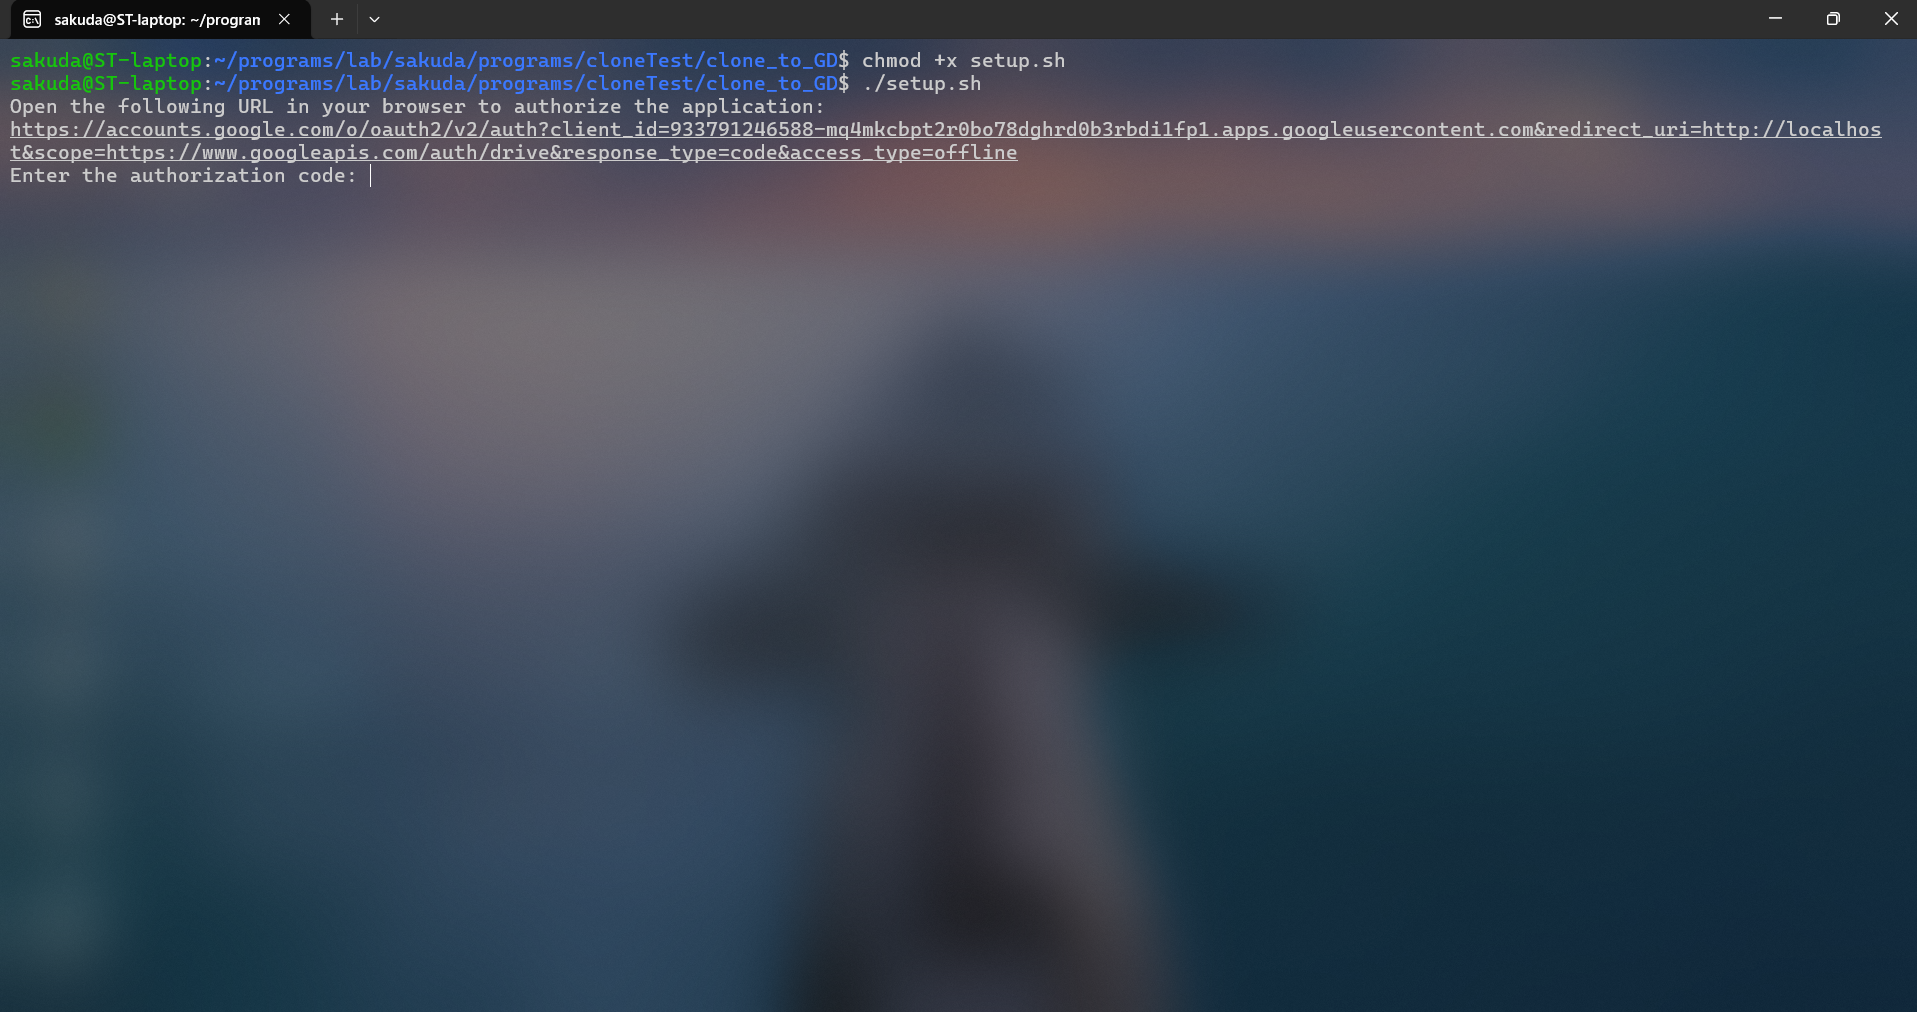 sakuda@ST-laptop: ~/progran
sakuda@ST-laptop:~/programs/lab/sakuda/programs/cloneTest/clone_to_GD$ chmod +x setup.sh
sakuda@ST-laptop:~/programs/lab/sakuda/programs/cloneTest/clone_to_GD$ ./setup.sh
Open the following URL in your browser to authorize the application:
https://accounts.google.com/o/oauth2/v2/auth?client_id=933791246588-mq4mkcbpt2r0bo78dghrd0b3rbdi1fp1.apps.googleusercontent.com&redirect_uri=http://localhos
t&scope=https://www.googleapis.com/auth/drive&response_type=code&access_type=offline
Enter the authorization code: